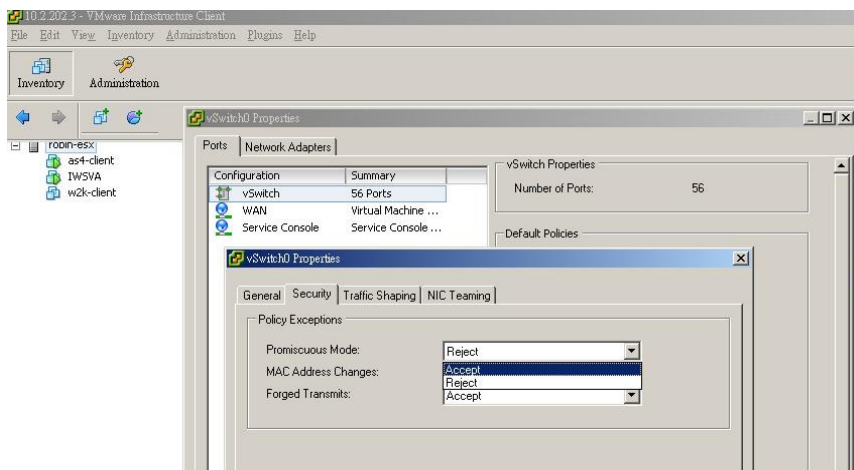 10.2.202.3 - VMware Infrastructure Client
File Edit View Inventory Administration Plugins Help
Inventory Administration
vSwitch0 Properties
robin-esx
as4-client
IWSVA
w2k-client
Ports Network Adapters
Configuration Summary
vSwitch 56 Ports
WAN Virtual Machine ...
Service Console Service Console ...
vSwitch Properties
Number of Ports: 56
Default Policies
vSwitch0 Properties
General Security Traffic Shaping NIC Teaming
Policy Exceptions
Promiscuous Mode: Reject
MAC Address Changes: Accept
Reject
Forged Transmits: Accept